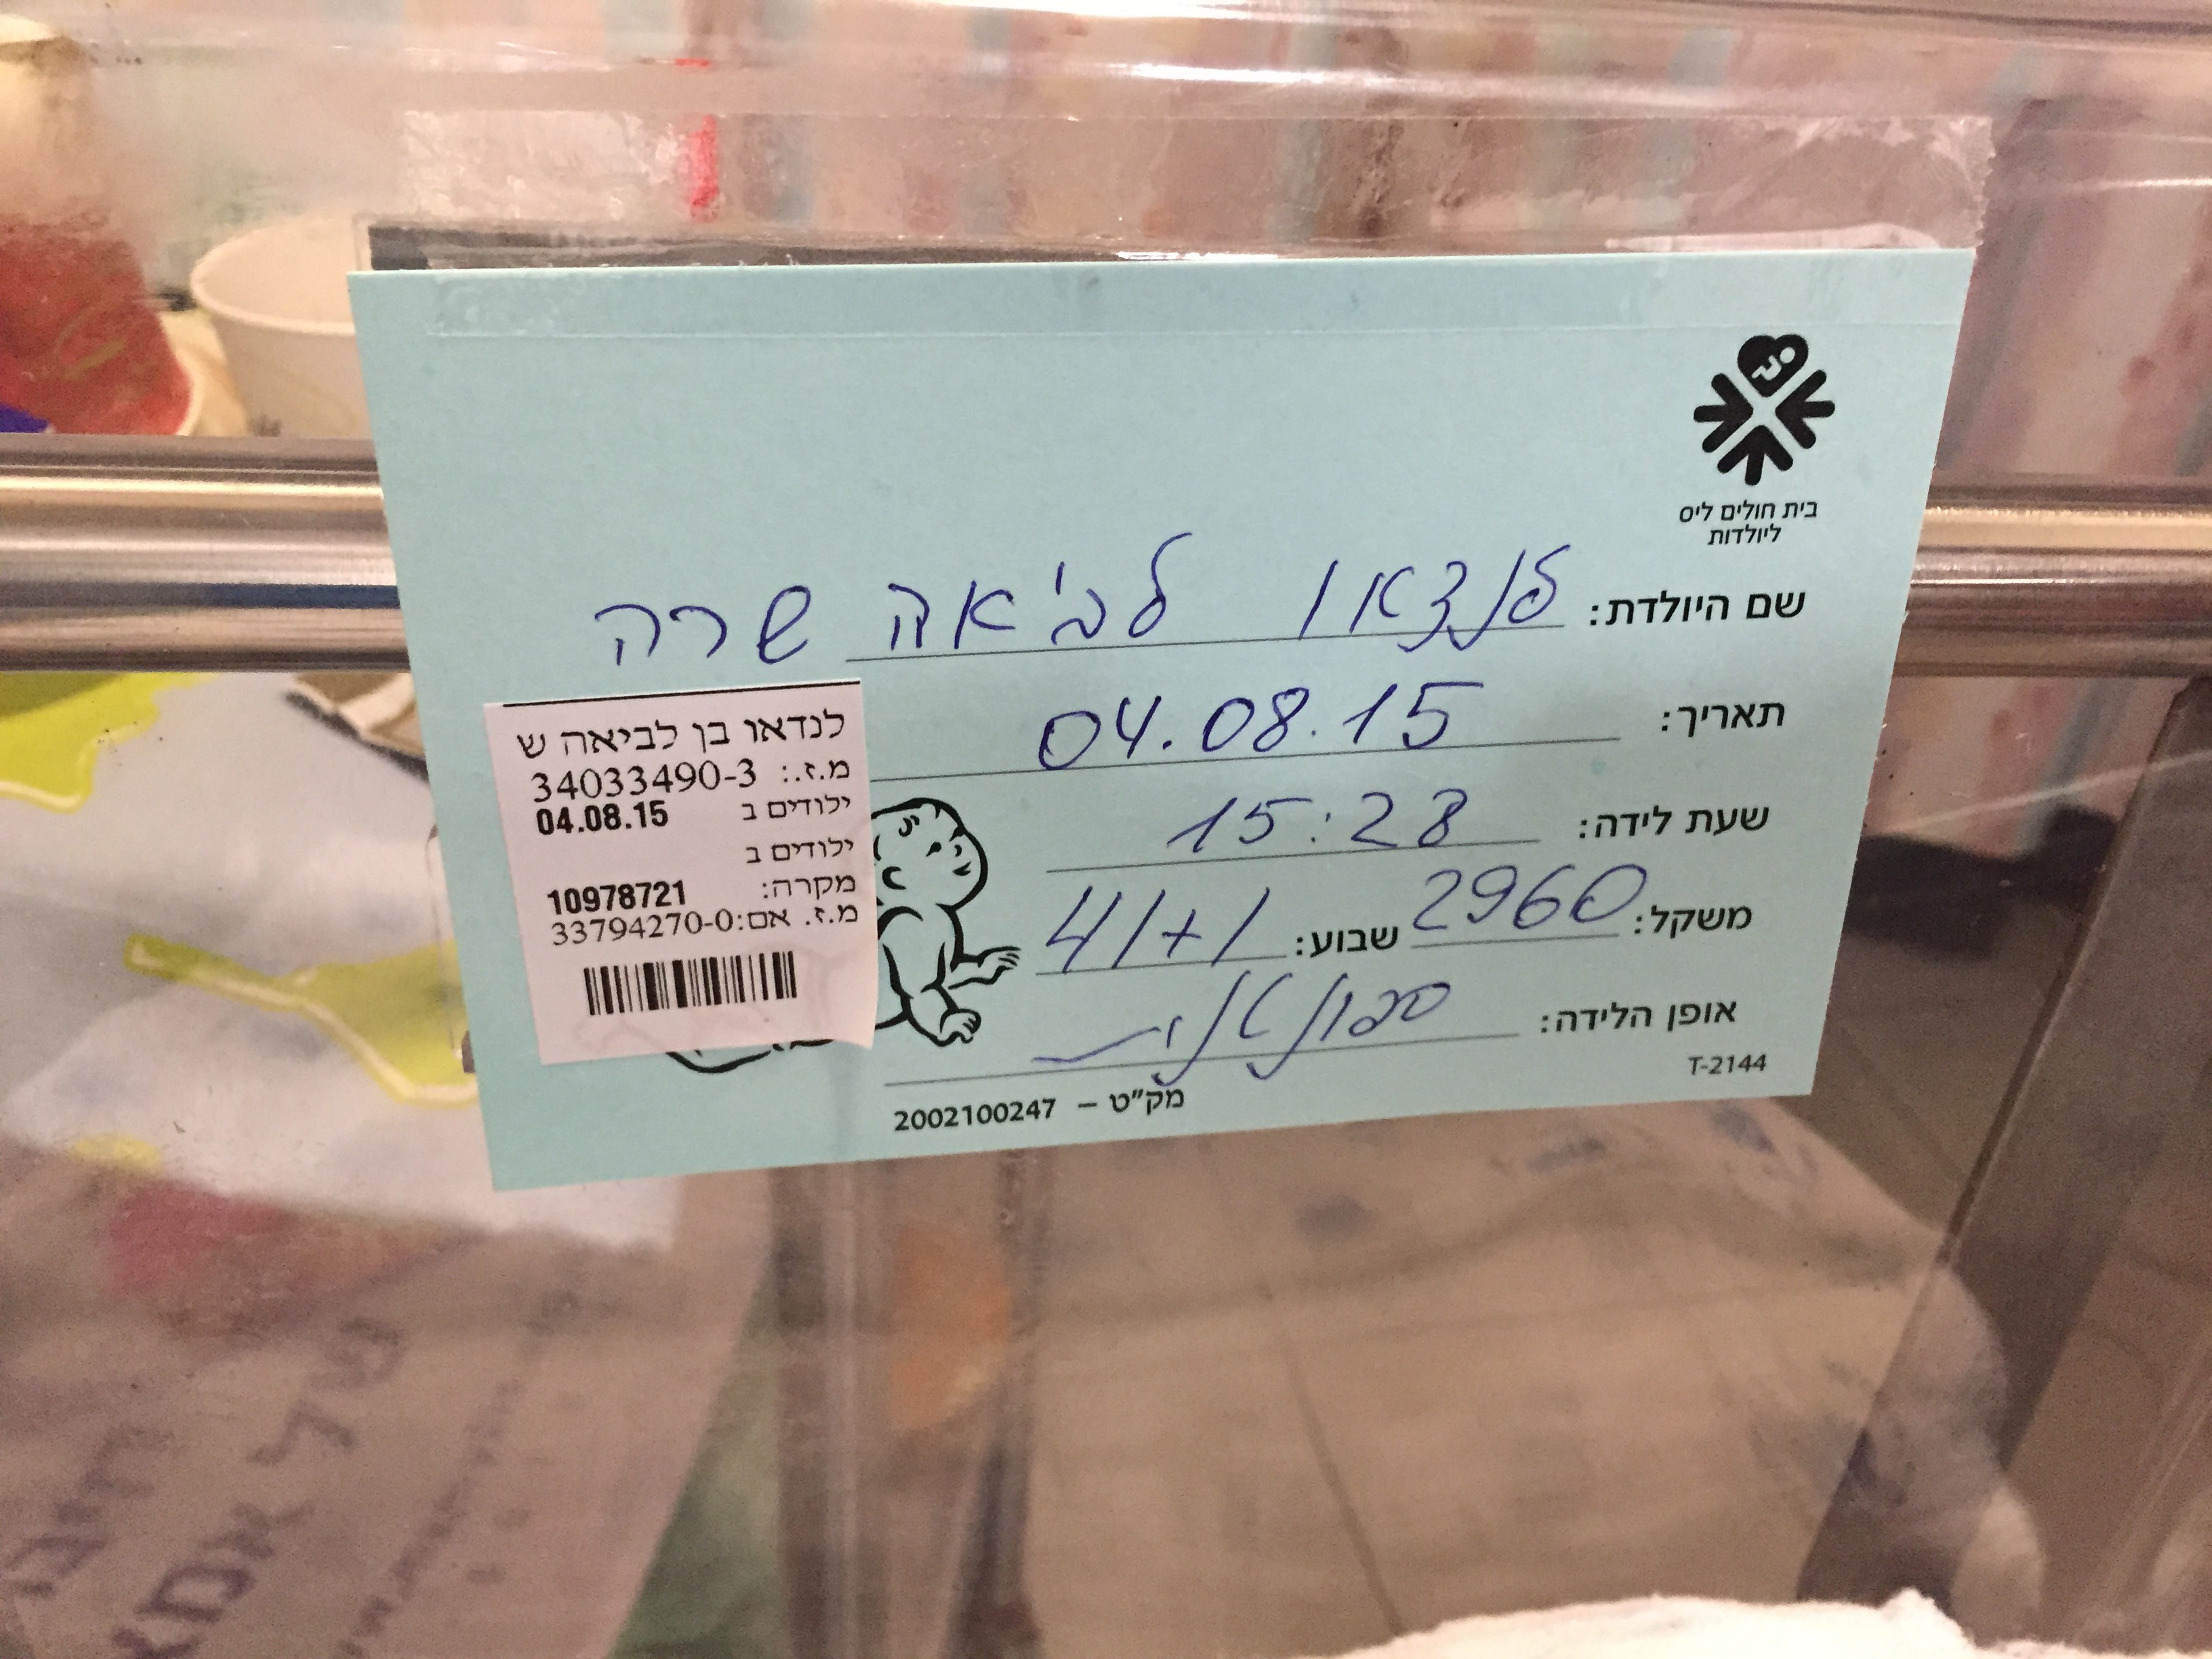 בית חולים ליס
ליולדות
שם היולדת: לנדאו לביאה שרה
תאריך: 04.08.15
שעת לידה: 15:28
משקל: 2960 שבוע: 41+1
אופן הלידה: ספונטנית
T-2144
מק"ט – 2002100247
לנדאו בן לביאה ש
מ.ז.: 34033490-3
ילודים ב 04.08.15
ילודים ב
מקרה: 10978721
מ.ז. אם: 33794270-0
של
אמא